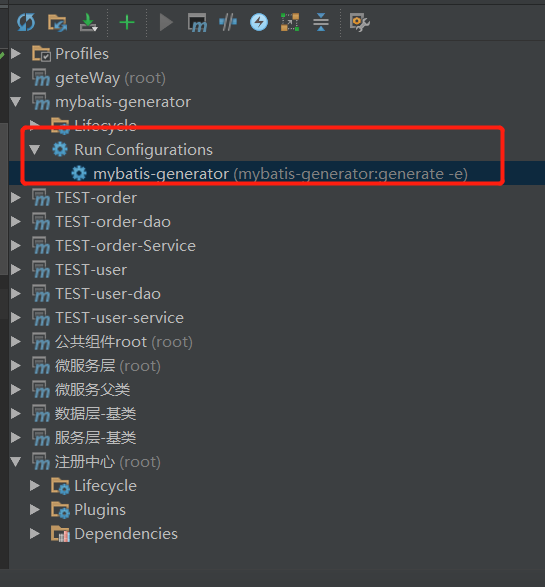 Profiles
geteWay (root)
mybatis-generator
Lifecycle
Run Configurations
mybatis-generator (mybatis-generator:generate -e)
TEST-order
TEST-order-dao
TEST-order-Service
TEST-user
TEST-user-dao
TEST-user-service
公共组件root (root)
微服务层 (root)
微服务父类
数据层-基类
服务层-基类
注册中心 (root)
Lifecycle
Plugins
Dependencies